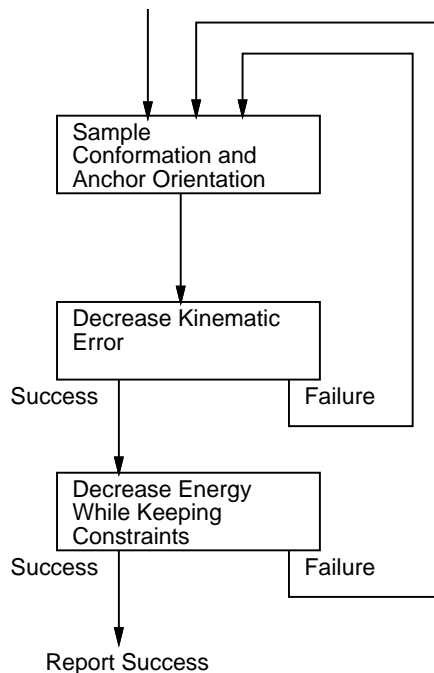 Sample
Conformation and
Anchor Orientation
Decrease Kinematic
Error
Success
Failure
Decrease Energy
While Keeping
Constraints
Success
Failure
Report Success